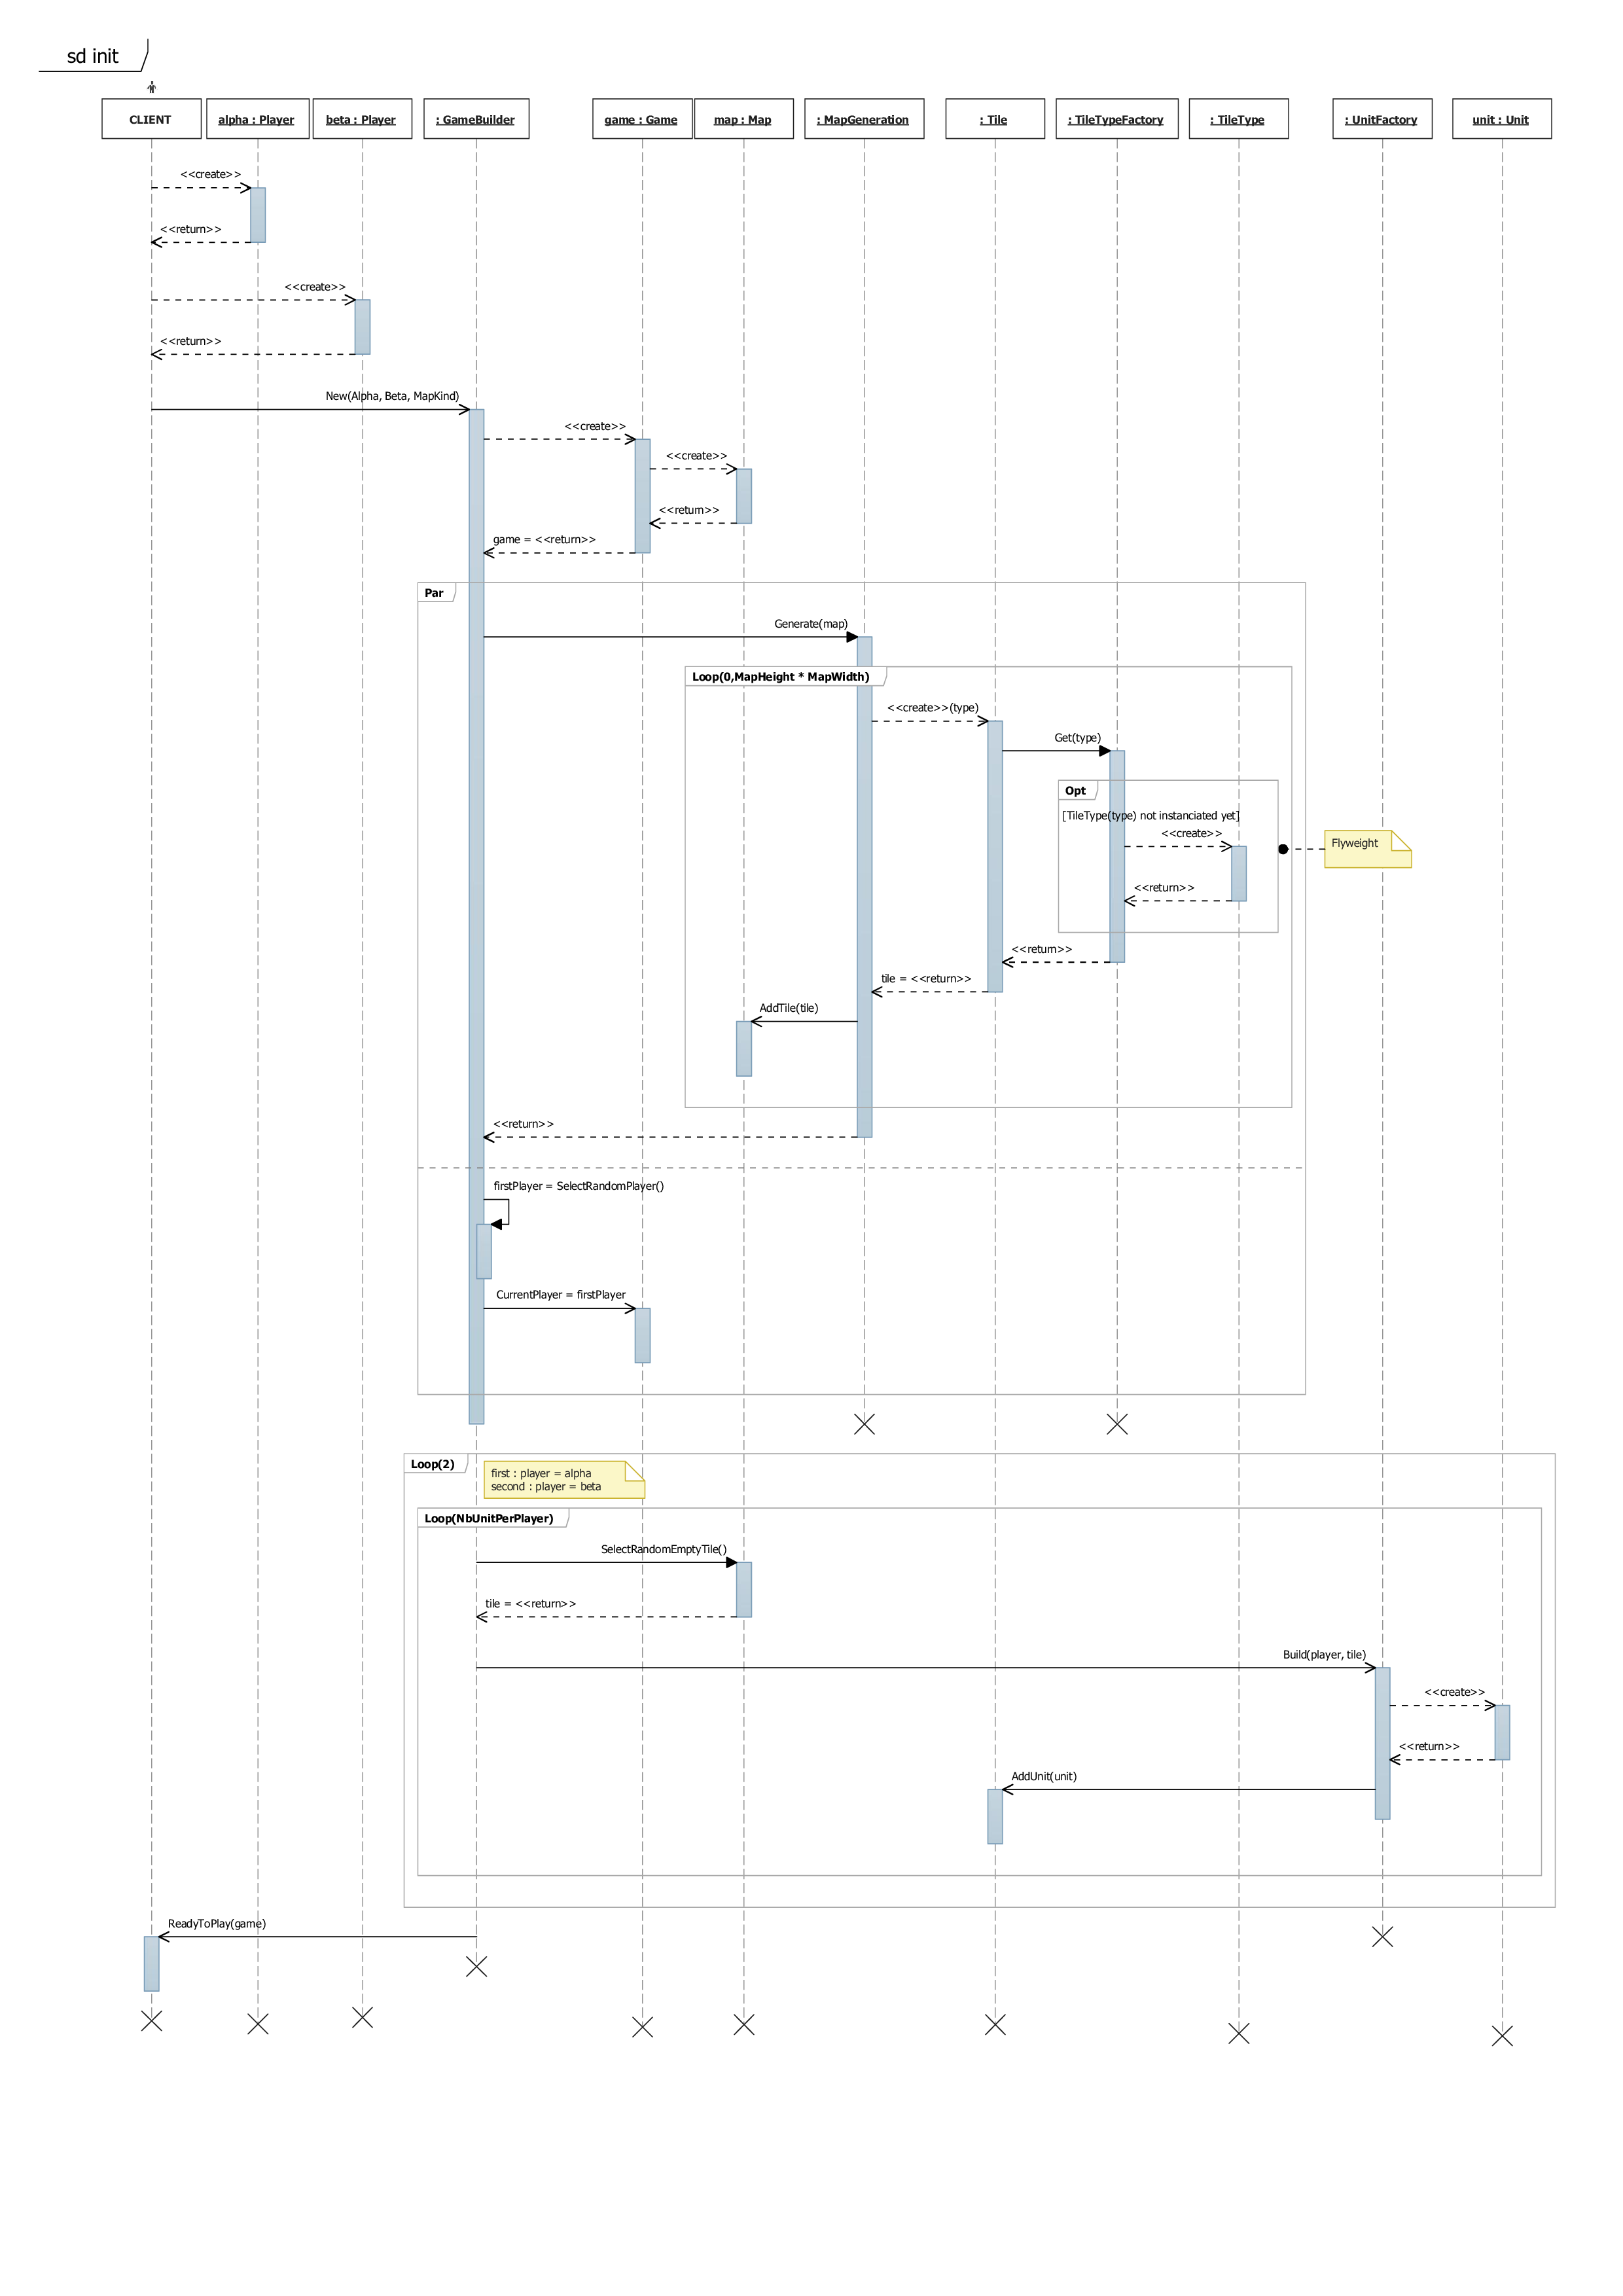 sd init
CLIENT
alpha : Player
beta : Player
: GameBuilder
game : Game
map : Map
: MapGeneration
: Tile
: TileTypeFactory
: TileType
: UnitFactory
unit : Unit
<<create>>
<<return>>
<<create>>
<<return>>
New(Alpha, Beta, MapKind)
<<create>>
<<create>>
<<return>>
game = <<return>>
Par
Generate(map)
Loop(0,MapHeight * MapWidth)
<<create>>(type)
Get(type)
Opt
[TileType(type) not instanciated yet]
<<create>>
Flyweight
<<return>>
<<return>>
tile = <<return>>
AddTile(tile)
<<return>>
firstPlayer = SelectRandomPlayer()
CurrentPlayer = firstPlayer
Loop(2)
first : player = alpha
second : player = beta
Loop(NbUnitPerPlayer)
SelectRandomEmptyTile()
tile = <<return>>
Build(player, tile)
<<create>>
<<return>>
AddUnit(unit)
ReadyToPlay(game)